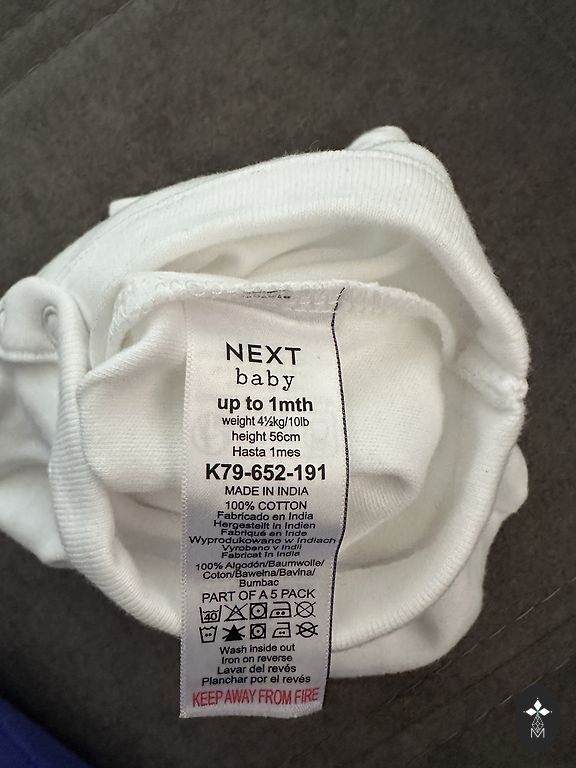 NEXT
baby
up to 1mth
weight 4½kg/10lb
height 56cm
Hasta 1mes
K79-652-191
MADE IN INDIA
100% COTTON
Fabricado en India
Hergestellt in Indien
Fabriqué en Inde
Wyprodukowano w Indiach
Vyrobeno v Indii
Fabricat în India
100% Algodón/Baumwolle/
Coton/Bawełna/Bavlna/
Bumbac
PART OF A 5 PACK
40
Wash inside out
Iron on reverse
Lavar del revés
Planchar por el revés
KEEP AWAY FROM FIRE
M